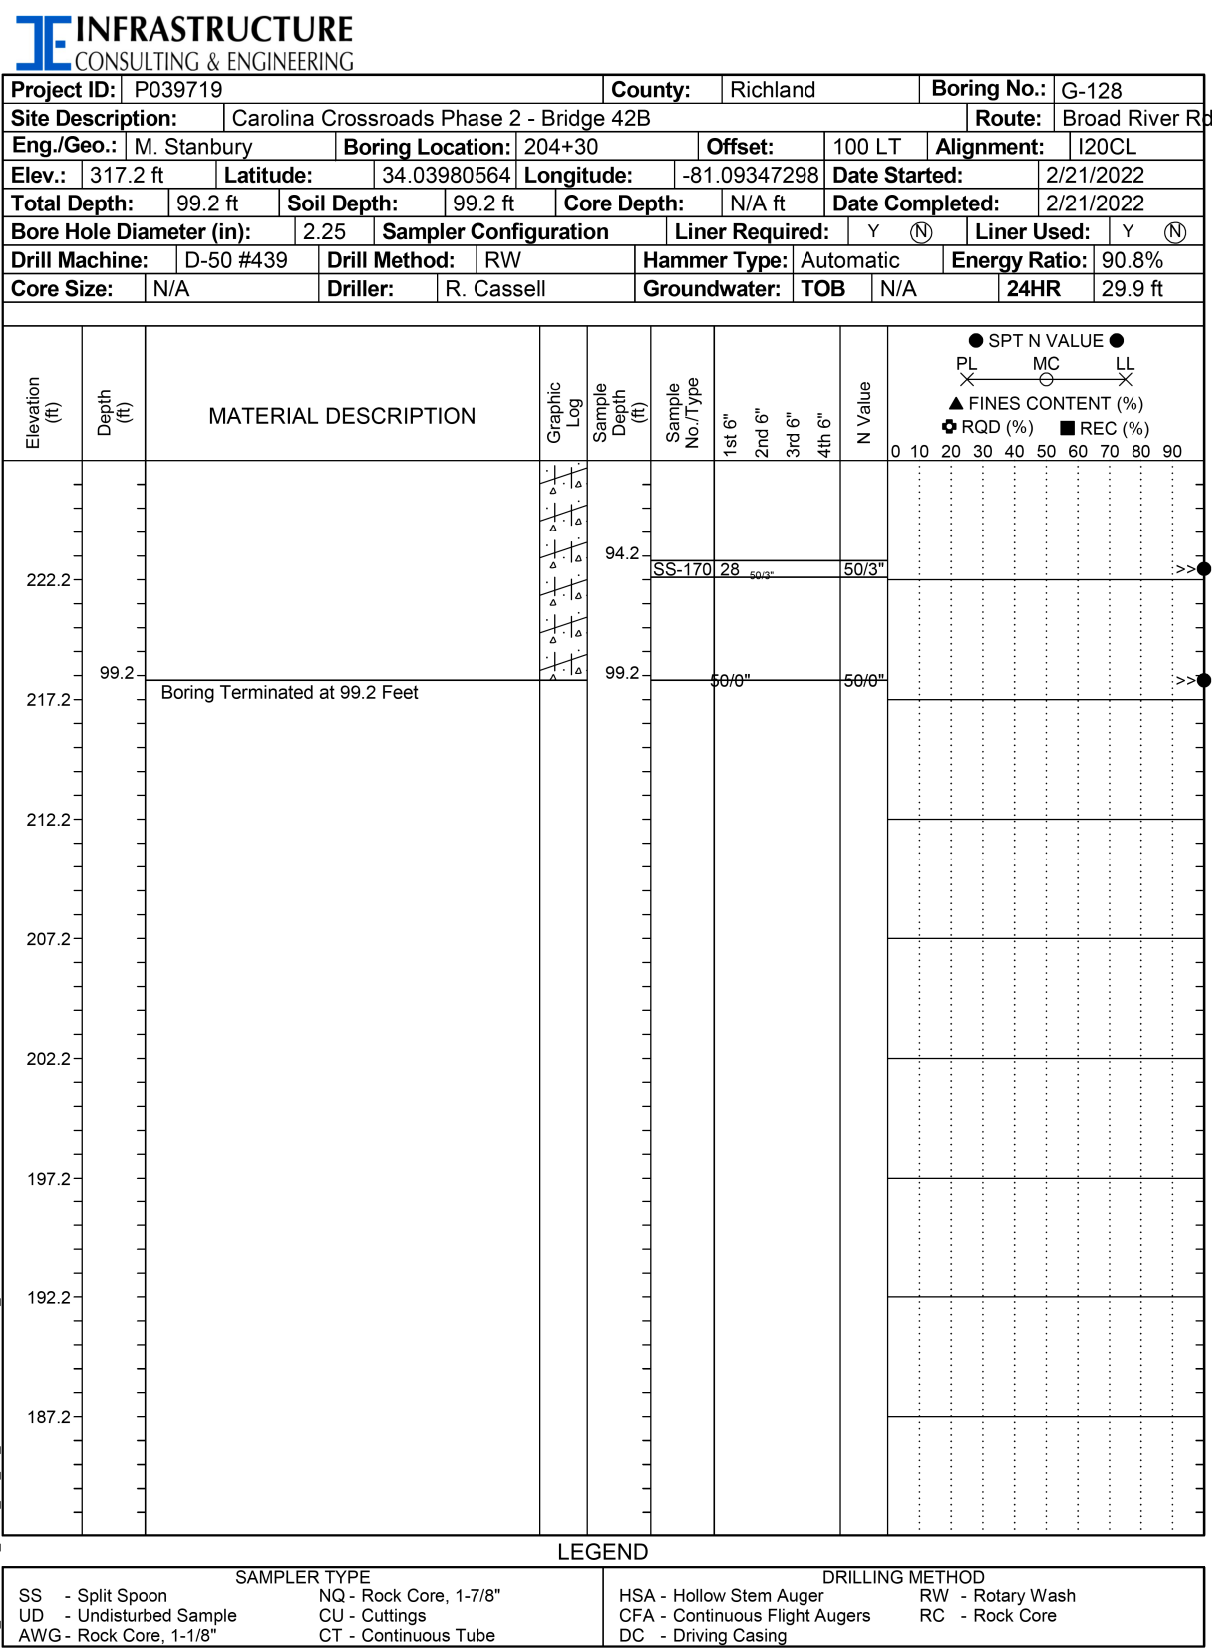 INFRASTRUCTURE
CONSULTING & ENGINEERING
Project ID: P039719 County: Richland Boring No.: G-128
Site Description: Carolina Crossroads Phase 2 - Bridge 42B Route: Broad River Rd
Eng./Geo.: M. Stanbury Boring Location: 204+30 Offset: 100 LT Alignment: I20CL
Elev.: 317.2 ft Latitude: 34.03980564 Longitude: -81.09347298 Date Started: 2/21/2022
Total Depth: 99.2 ft Soil Depth: 99.2 ft Core Depth: N/A ft Date Completed: 2/21/2022
Bore Hole Diameter (in): 2.25 Sampler Configuration Liner Required: Y N Liner Used: Y N
Drill Machine: D-50 #439 Drill Method: RW Hammer Type: Automatic Energy Ratio: 90.8%
Core Size: N/A Driller: R. Cassell Groundwater: TOB N/A 24HR 29.9 ft
Elevation (ft)
Depth (ft)
MATERIAL DESCRIPTION
Graphic Log
Sample Depth (ft)
Sample No./Type
1st 6"
2nd 6"
3rd 6"
4th 6"
N Value
SPT N VALUE
PL MC LL
FINES CONTENT (%)
RQD (%) REC (%)
0 10 20 30 40 50 60 70 80 90
94.2
SS-170 28 50/3" 50/3" >>
222.2
99.2 99.2
50/0" 50/0" >>
Boring Terminated at 99.2 Feet
217.2
212.2
207.2
202.2
197.2
192.2
187.2
LEGEND
SAMPLER TYPE
SS - Split Spoon NQ - Rock Core, 1-7/8"
UD - Undisturbed Sample CU - Cuttings
AWG - Rock Core, 1-1/8" CT - Continuous Tube
DRILLING METHOD
HSA - Hollow Stem Auger RW - Rotary Wash
CFA - Continuous Flight Augers RC - Rock Core
DC - Driving Casing